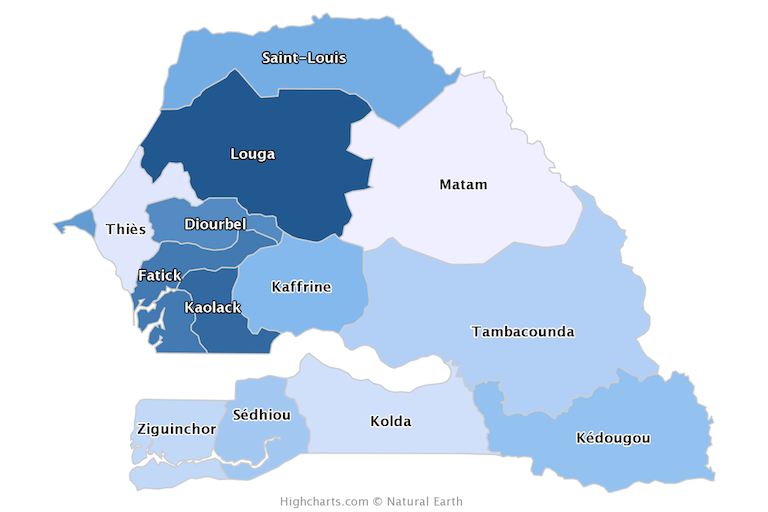 Saint-Louis
Louga
Matam
Thiès
Diourbel
Fatick
Kaffrine
Kaolack
Tambacounda
Sédhiou
Kolda
Ziguinchor
Kédougou
Highcharts.com © Natural Earth